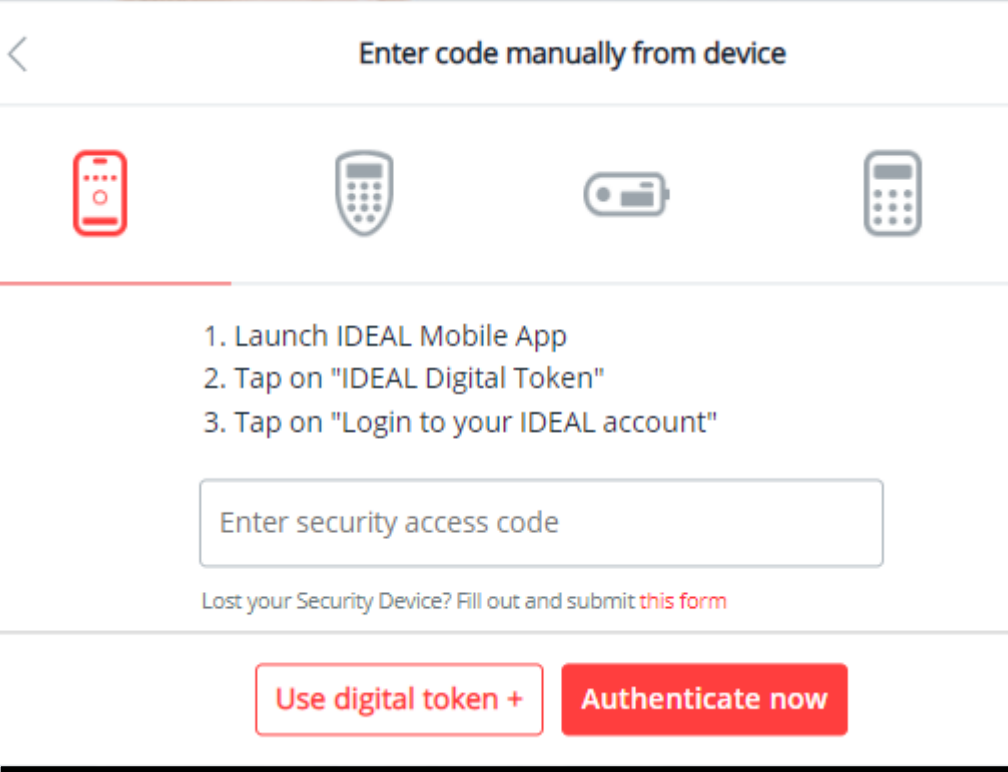 Enter code manually from device
1. Launch IDEAL Mobile App
2. Tap on "IDEAL Digital Token"
3. Tap on "Login to your IDEAL account"
Enter security access code
Lost your Security Device? Fill out and submit this form
Use digital token + Authenticate now